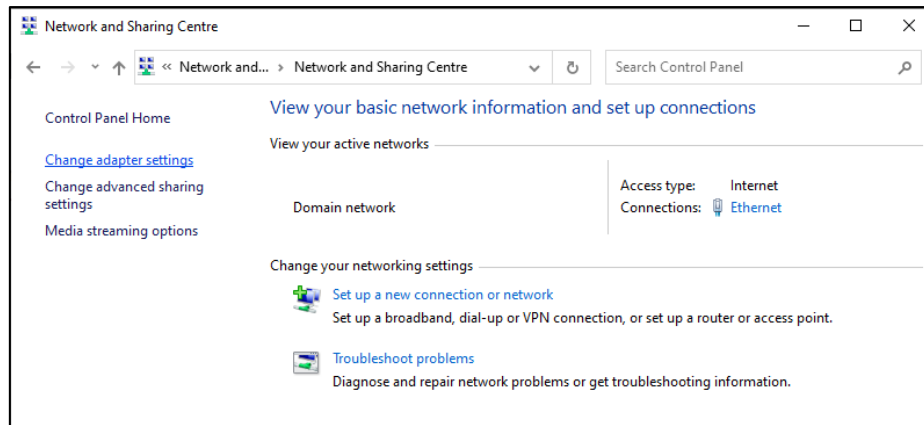 Network and Sharing Centre
« Network and... › Network and Sharing Centre
Search Control Panel
Control Panel Home
Change adapter settings
Change advanced sharing
settings
Media streaming options
View your basic network information and set up connections
View your active networks
Domain network
Access type: Internet
Connections: Ethernet
Change your networking settings
Set up a new connection or network
Set up a broadband, dial-up or VPN connection, or set up a router or access point.
Troubleshoot problems
Diagnose and repair network problems or get troubleshooting information.